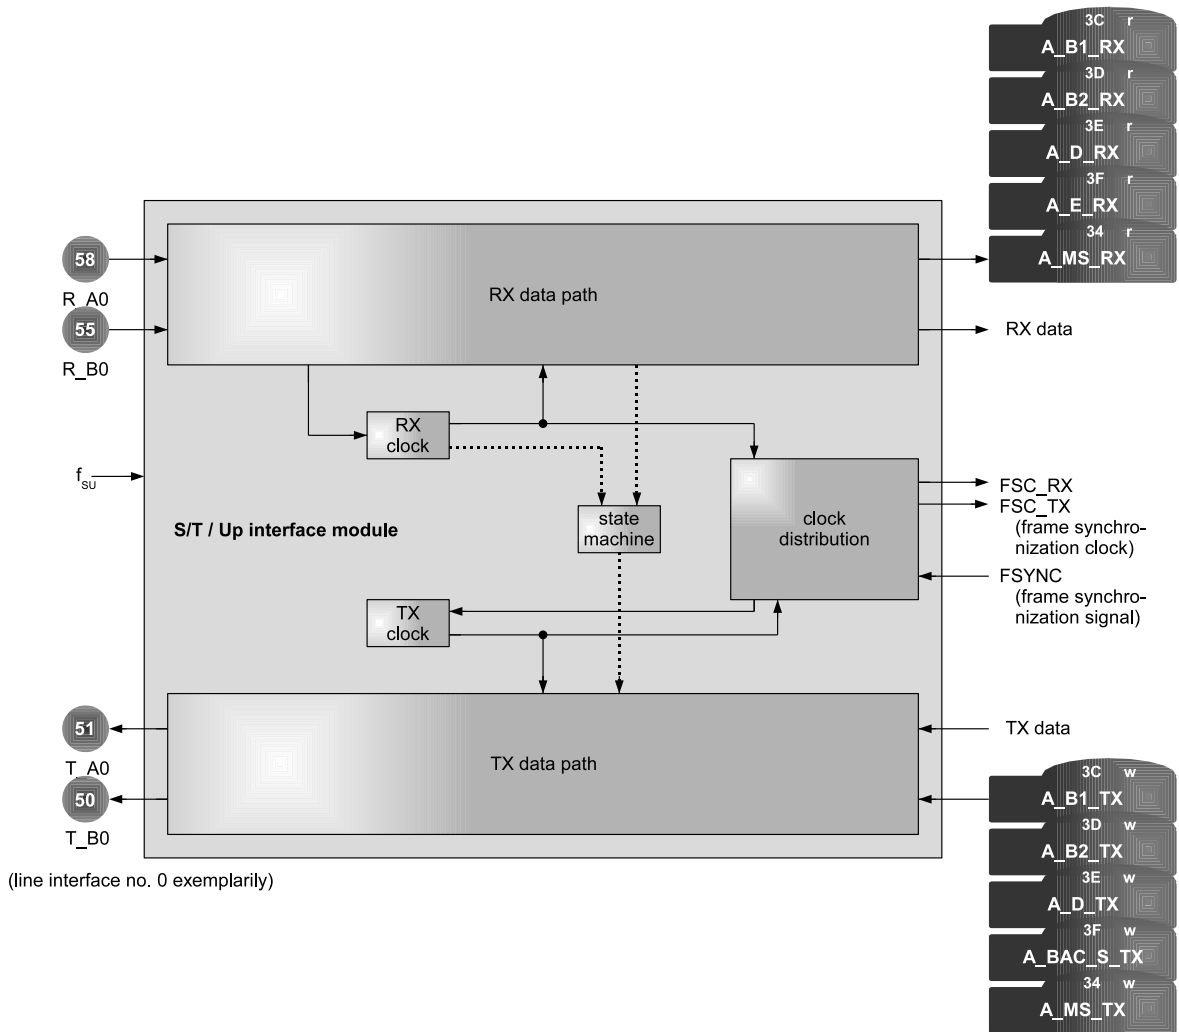 3C r
A_B1_RX
3D r
A_B2_RX
3E r
A_D_RX
3F r
A_E_RX
34 r
A_MS_RX
58
R_A0
55
R_B0
RX data path
RX data
RX
clock
f_SU
S/T / Up interface module
state
machine
clock
distribution
FSC_RX
FSC_TX
(frame synchro-
nization clock)
FSYNC
(frame synchro-
nization signal)
TX
clock
51
T_A0
50
T_B0
TX data path
TX data
3C w
A_B1_TX
3D w
A_B2_TX
3E w
A_D_TX
3F w
A_BAC_S_TX
34 w
A_MS_TX
(line interface no. 0 exemplarily)